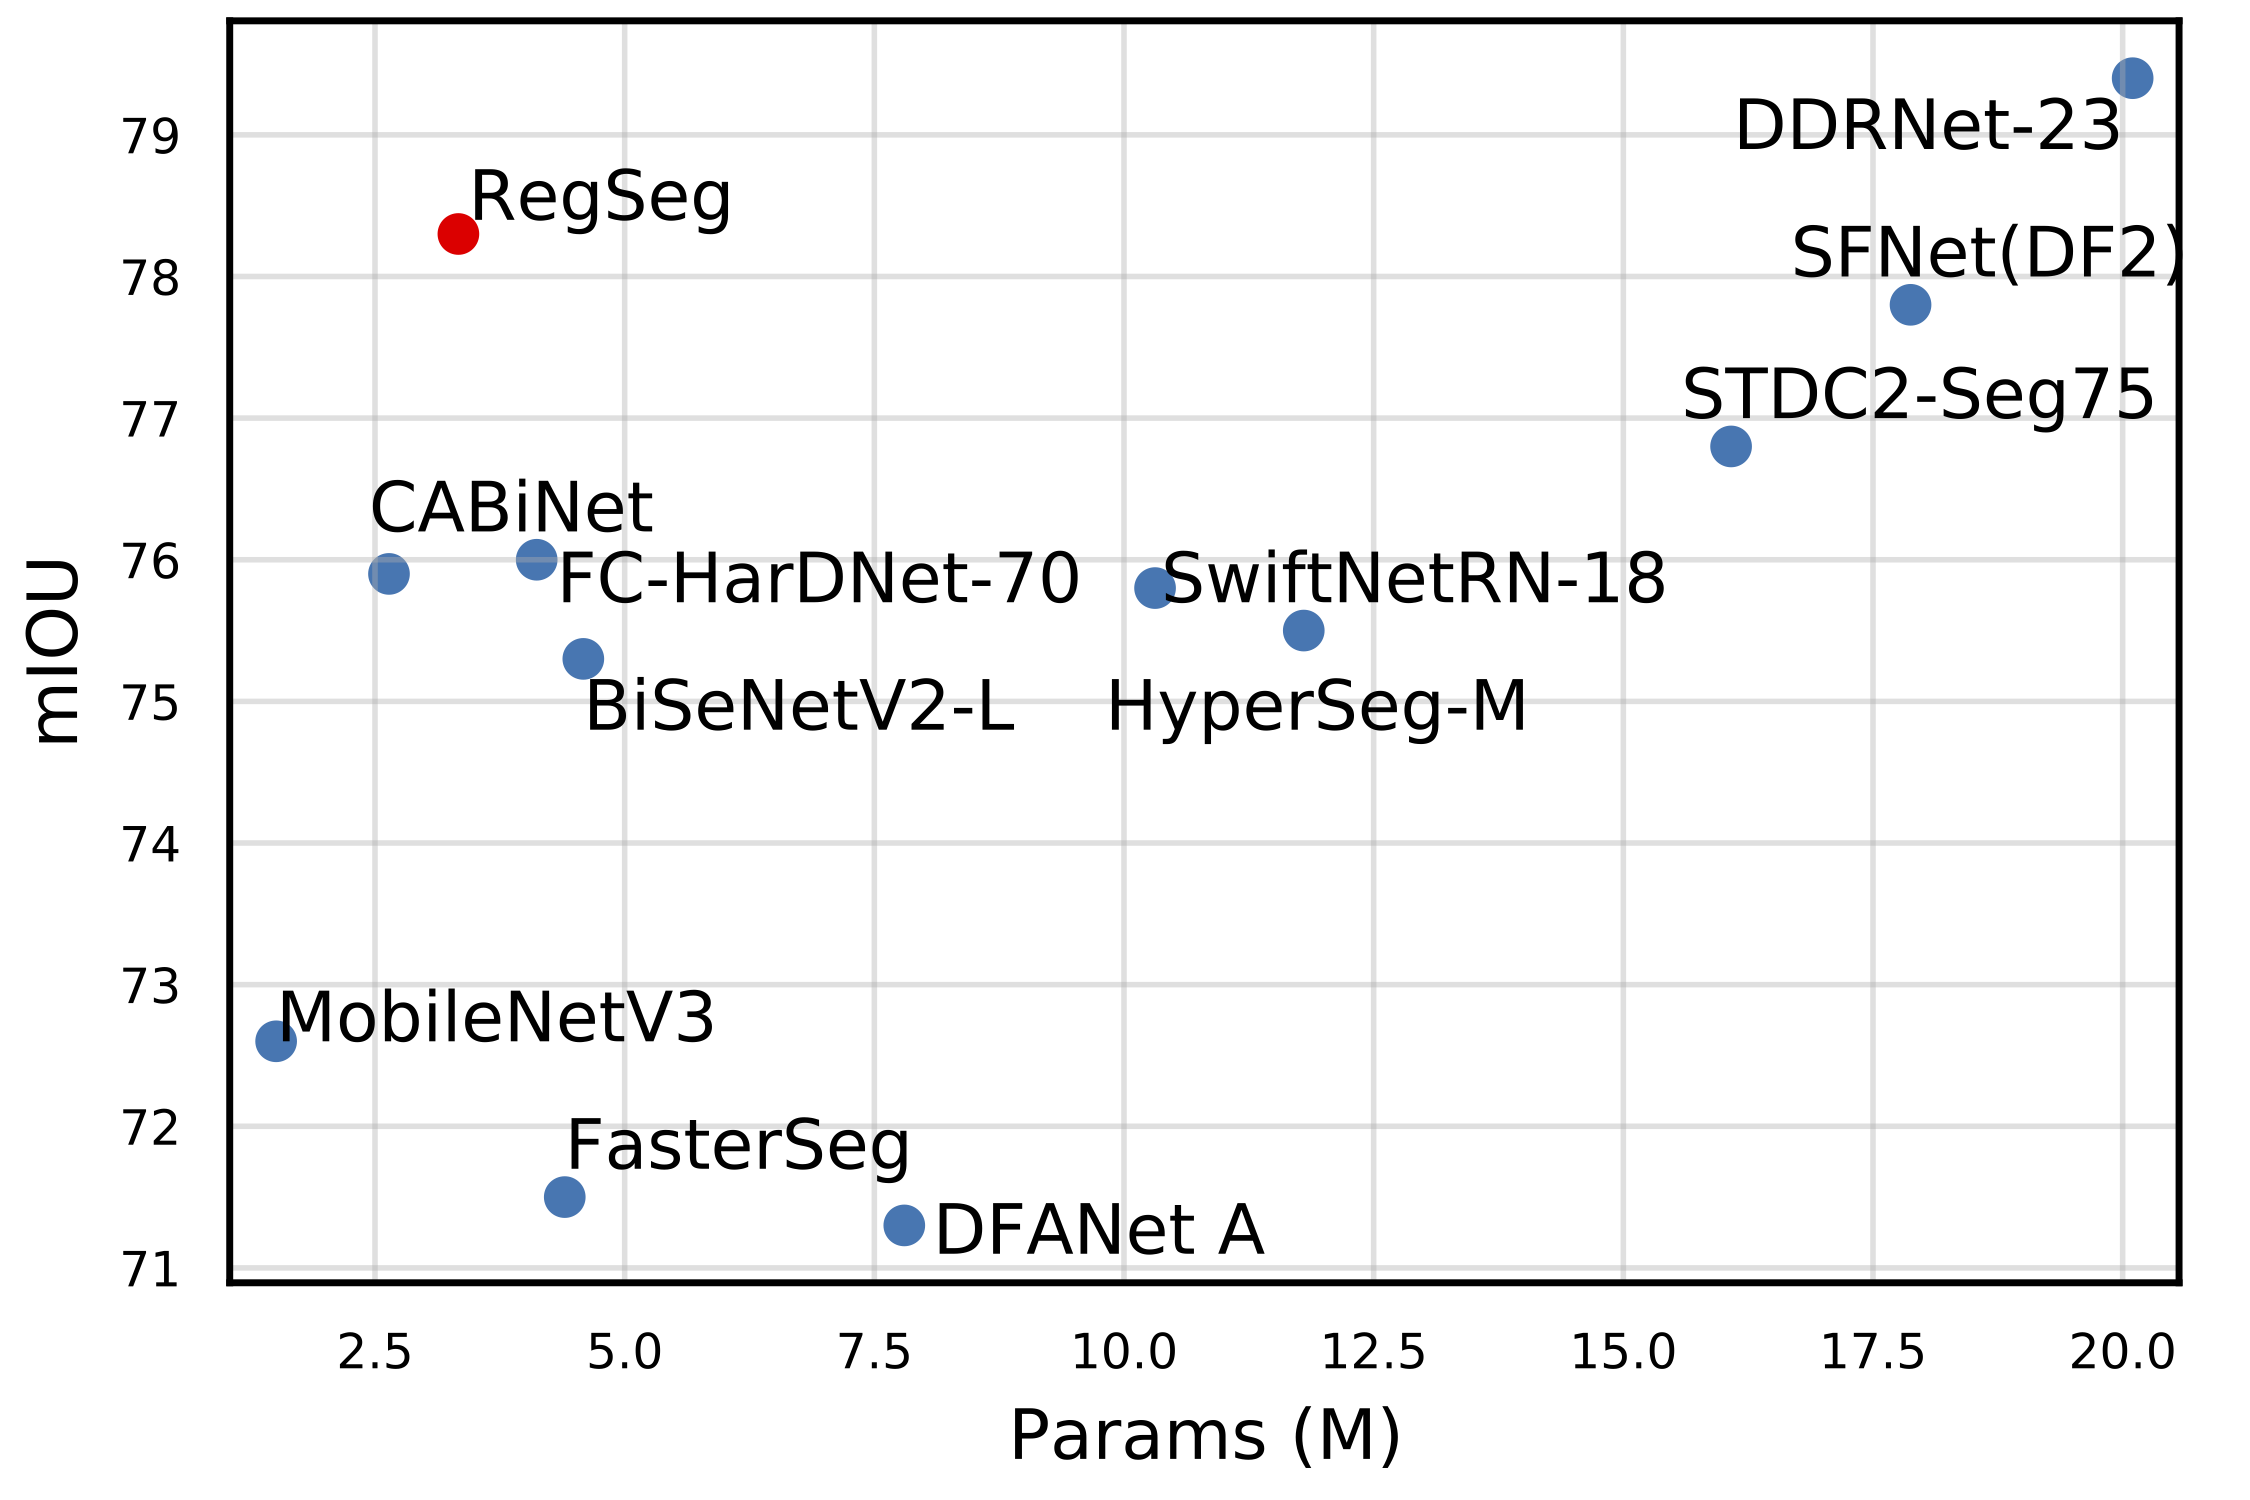 DDRNet-23
79
RegSeg
SFNet(DF2)
78
STDC2-Seg75
77
CABiNet
76
FC-HarDNet-70
SwiftNetRN-18
mIOU
75
BiSeNetV2-L
HyperSeg-M
74
73
MobileNetV3
72
FasterSeg
DFANet A
71
2.5 5.0 7.5 10.0 12.5 15.0 17.5 20.0
Params (M)